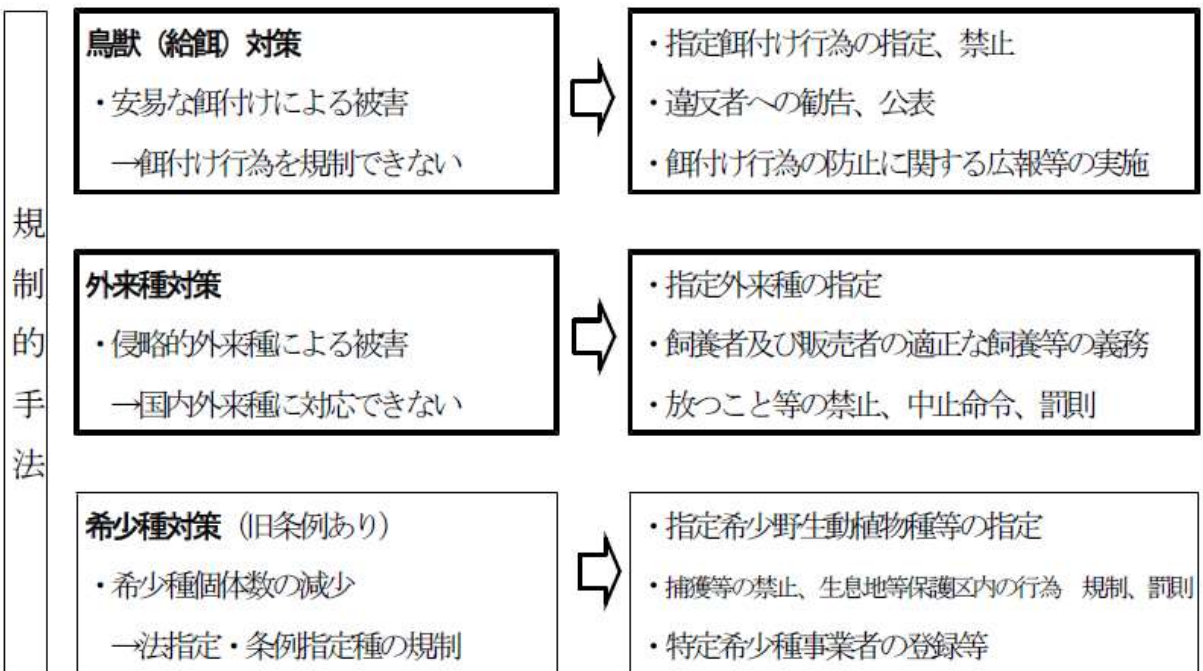 規制的手法
鳥獣（給餌）対策
・安易な餌付けによる被害
→餌付け行為を規制できない
・指定餌付け行為の指定、禁止
・違反者への勧告、公表
・餌付け行為の防止に関する広報等の実施
外来種対策
・侵略的外来種による被害
→国内外来種に対応できない
・指定外来種の指定
・飼養者及び販売者の適正な飼養等の義務
・放つこと等の禁止、中止命令、罰則
希少種対策（旧条例あり）
・希少種個体数の減少
→法指定・条例指定種の規制
・指定希少野生動植物種等の指定
・捕獲等の禁止、生息地等保護区内の行為　規制、罰則
・特定希少種事業者の登録等